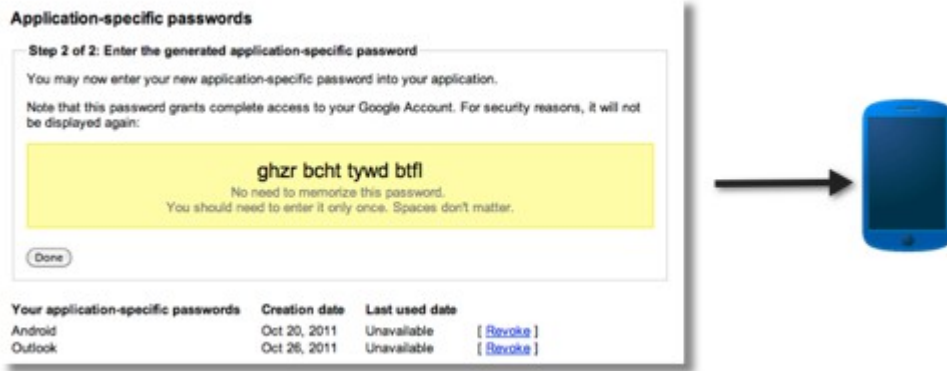 Application-specific passwords
Step 2 of 2: Enter the generated application-specific password
You may now enter your new application-specific password into your application.
Note that this password grants complete access to your Google Account. For security reasons, it will not
be displayed again:
ghzr bcht tywd btfl
No need to memorize this password.
You should need to enter it only once. Spaces don't matter.
Done
Your application-specific passwords Creation date Last used date
Android Oct 20, 2011 Unavailable [ Revoke ]
Outlook Oct 26, 2011 Unavailable [ Revoke ]